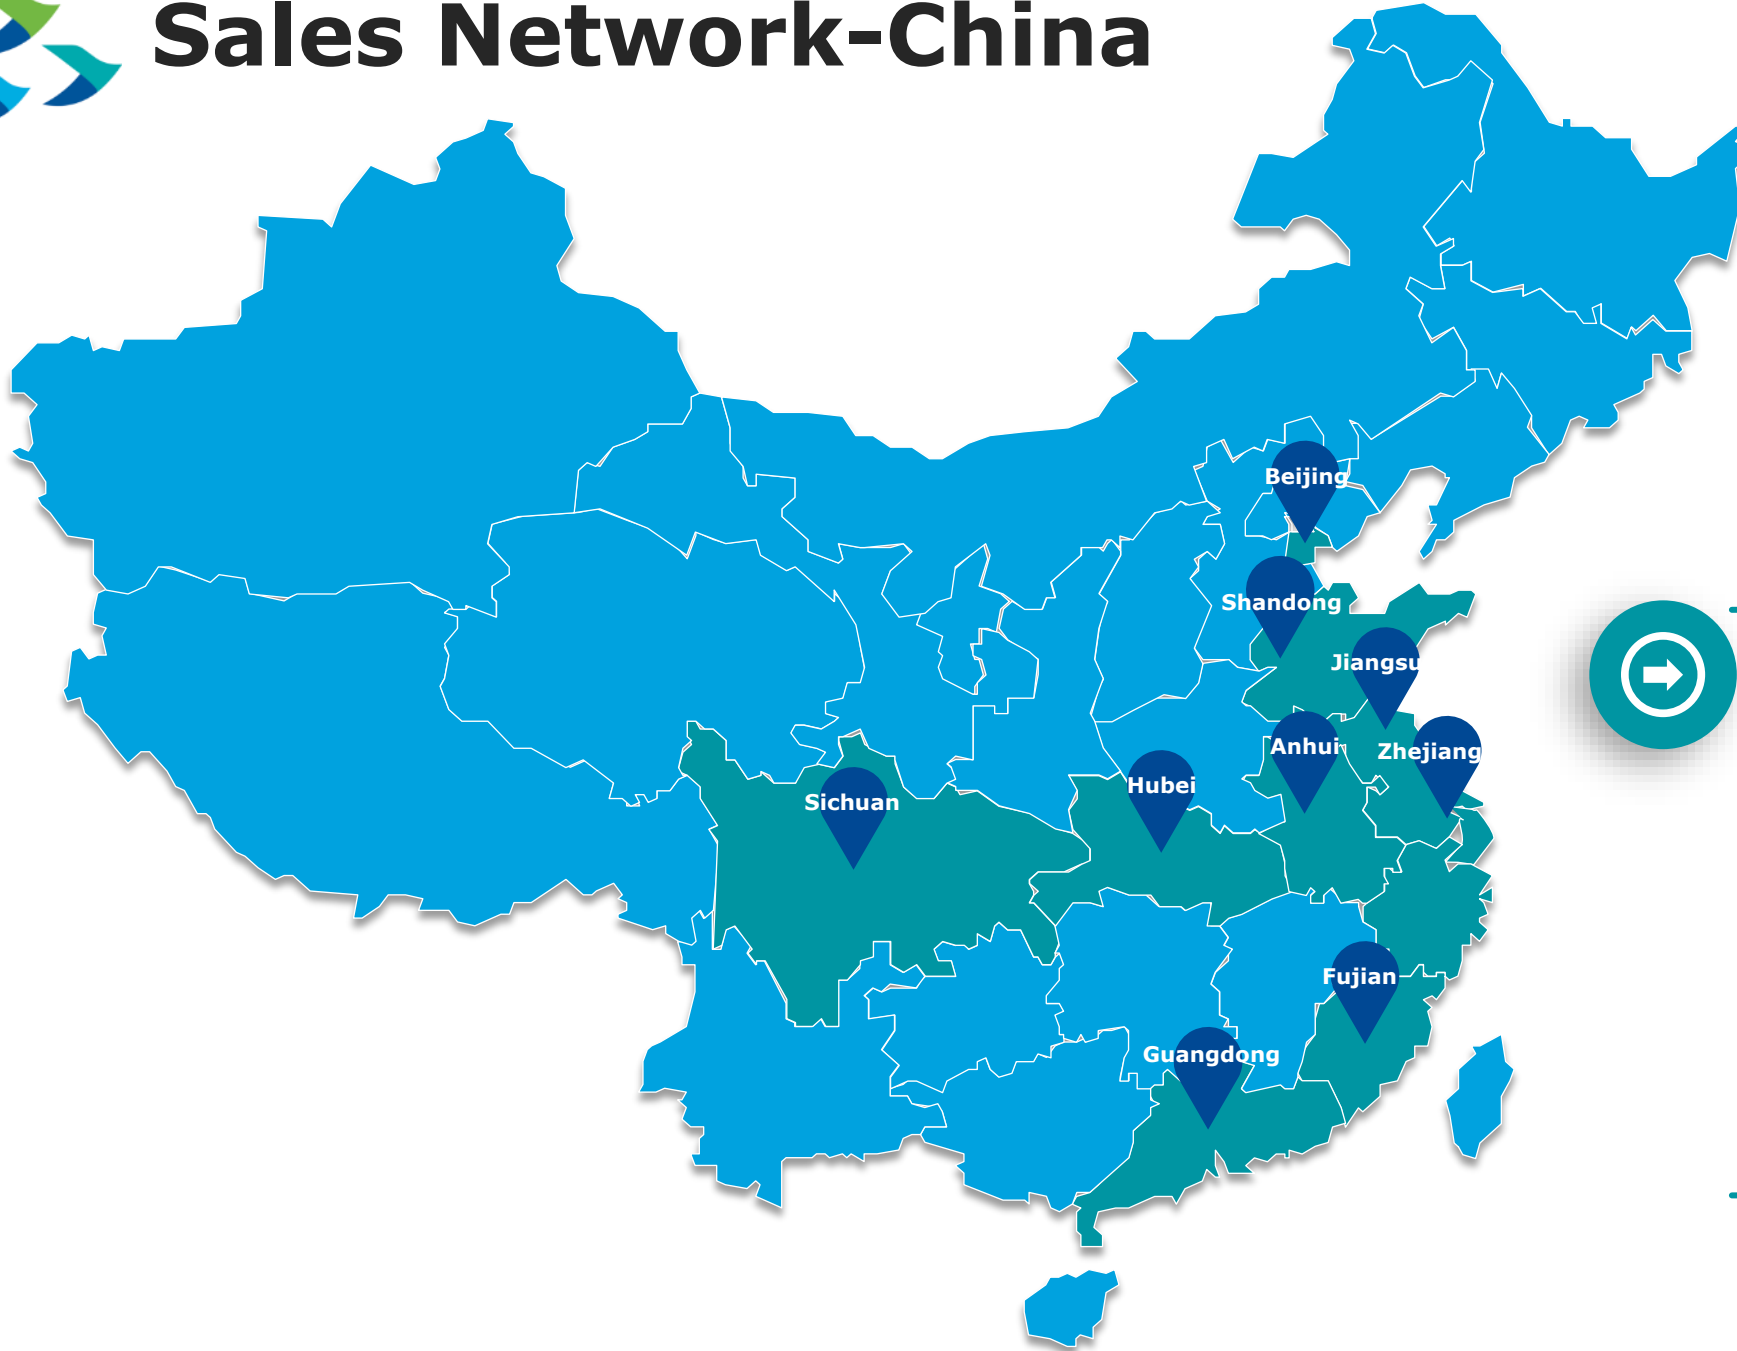 Sales Network-China
Beijing
Shandong
Jiangsu
Anhui
Zhejiang
Hubei
Sichuan
Fujian
Guangdong